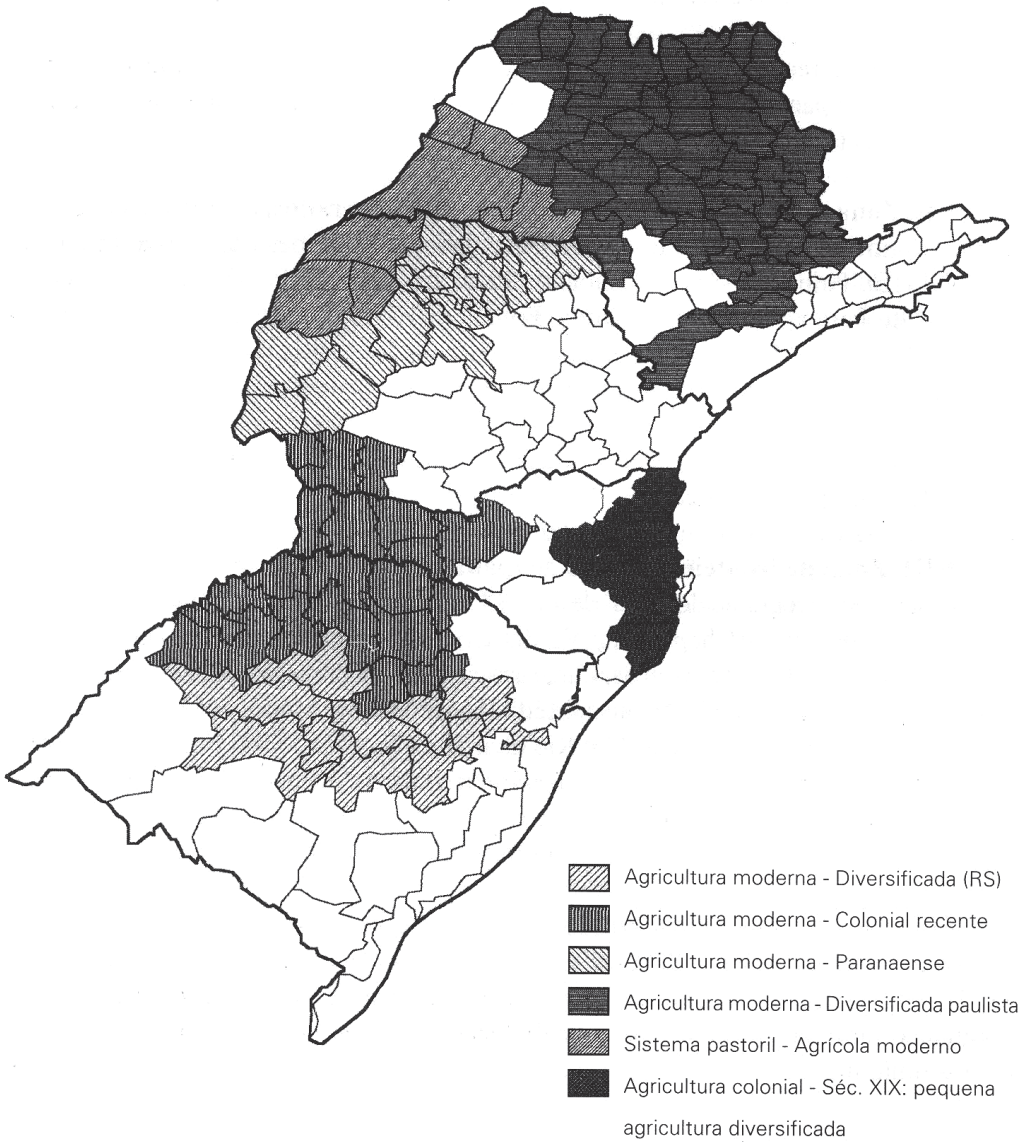 Agricultura moderna - Diversificada (RS)
Agricultura moderna - Colonial recente
Agricultura moderna - Paranaense
Agricultura moderna - Diversificada paulista
Sistema pastoril - Agrícola moderno
Agricultura colonial - Séc. XIX: pequena
agricultura diversificada